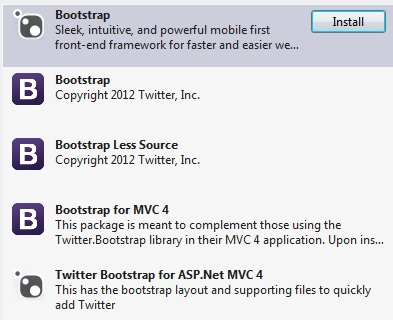 Bootstrap
Sleek, intuitive, and powerful mobile first
front-end framework for faster and easier we...
Install
B
Bootstrap
Copyright 2012 Twitter, Inc.
B
Bootstrap Less Source
Copyright 2012 Twitter, Inc.
B
Bootstrap for MVC 4
This package is meant to complement those using the
Twitter.Bootstrap library in their MVC 4 application. Upon ins...
Twitter Bootstrap for ASP.Net MVC 4
This has the bootstrap layout and supporting files to quickly
add Twitter